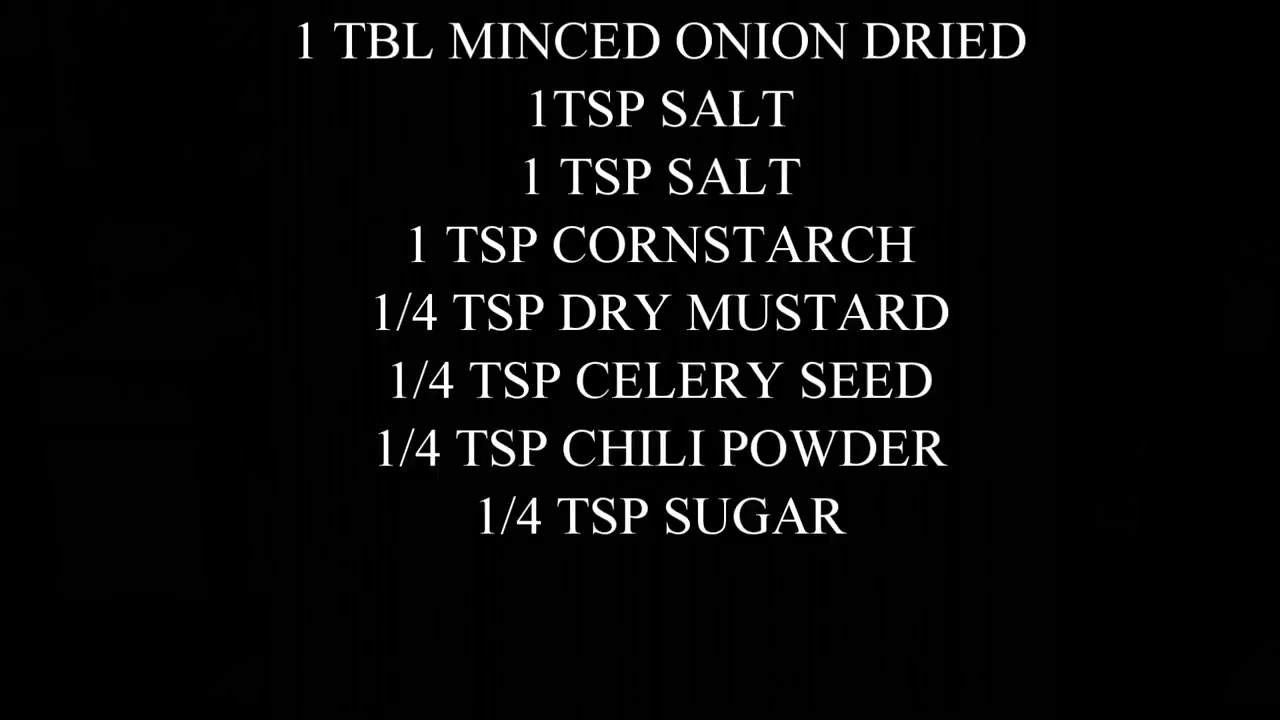 1 TBL MINCED ONION DRIED
1TSP SALT
1 TSP SALT
1 TSP CORNSTARCH
1/4 TSP DRY MUSTARD
1/4 TSP CELERY SEED
1/4 TSP CHILI POWDER
1/4 TSP SUGAR